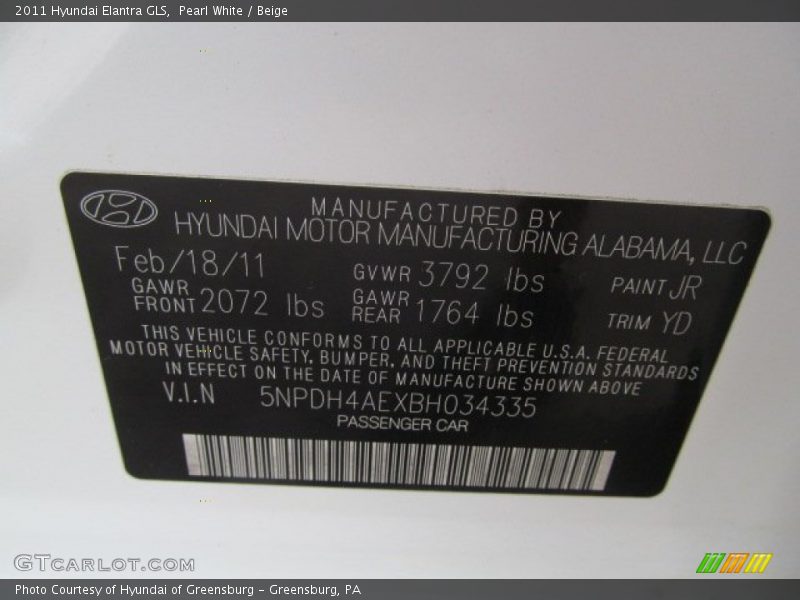 2011 Hyundai Elantra GLS, Pearl White / Beige
MANUFACTURED BY
HYUNDAI MOTOR MANUFACTURING ALABAMA, LLC
Feb/18/11 GVWR 3792 lbs PAINT JR
GAWR FRONT 2072 lbs GAWR REAR 1764 lbs TRIM YD
THIS VEHICLE CONFORMS TO ALL APPLICABLE U.S.A. FEDERAL
MOTOR VEHICLE SAFETY, BUMPER, AND THEFT PREVENTION STANDARDS
IN EFFECT ON THE DATE OF MANUFACTURE SHOWN ABOVE
V.I.N 5NPDH4AEXBH034335
PASSENGER CAR
GTCARLOT.COM
Photo Courtesy of Hyundai of Greensburg - Greensburg, PA